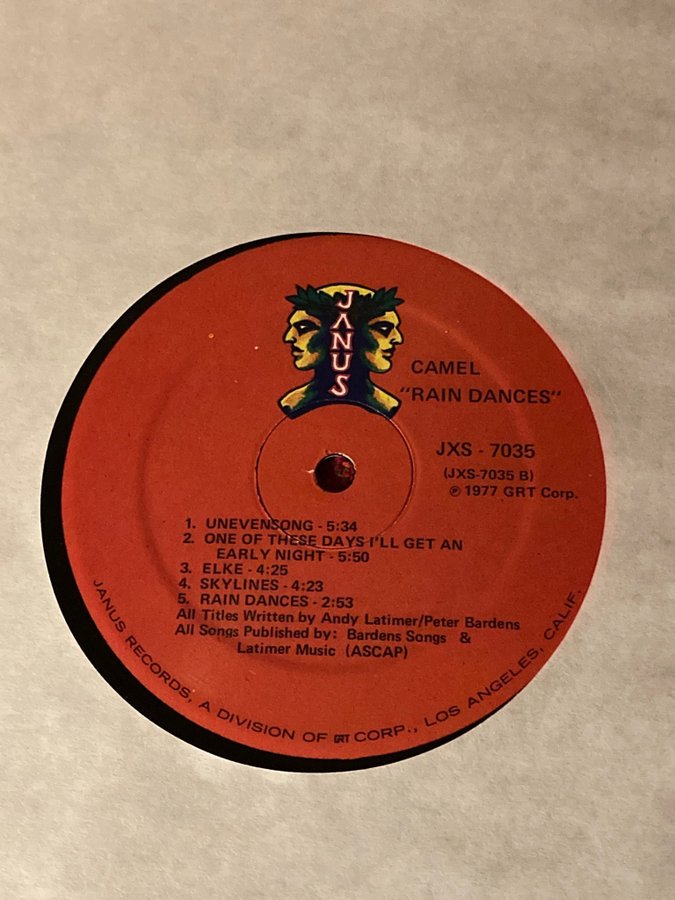 JANUS
CAMEL
"RAIN DANCES"
JXS - 7035
(JXS-7035 B)
℗ 1977 GRT Corp.
1. UNEVENSONG - 5:34
2. ONE OF THESE DAYS I'LL GET AN
EARLY NIGHT - 5:50
3. ELKE - 4:25
4. SKYLINES - 4:23
5. RAIN DANCES - 2:53
All Titles Written by Andy Latimer/Peter Bardens
All Songs Published by: Bardens Songs &
Latimer Music (ASCAP)
JANUS RECORDS, A DIVISION OF GRT CORP., LOS ANGELES, CALIF.